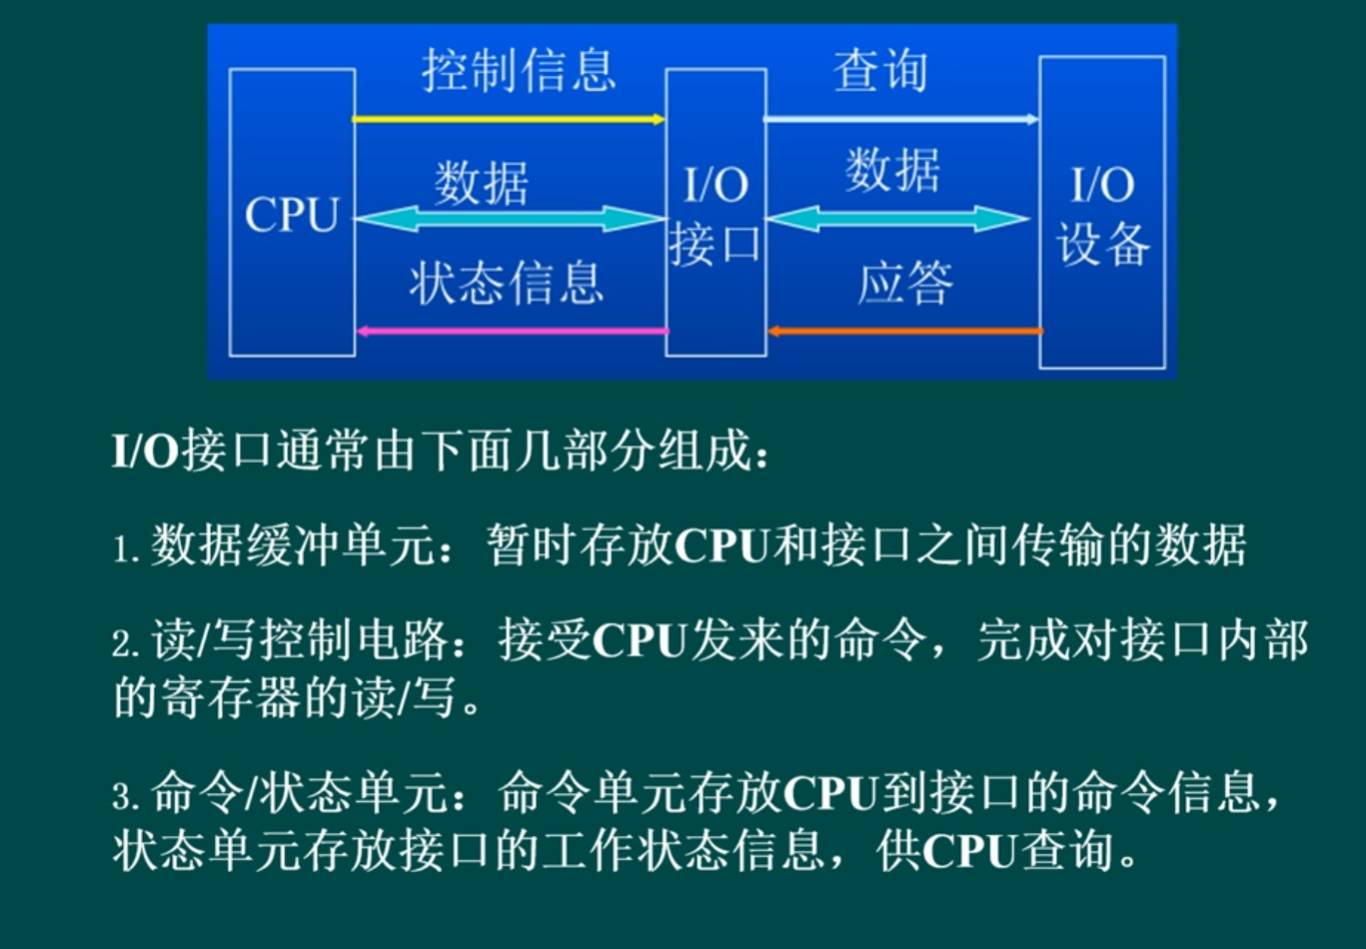 控制信息
查询
CPU
数据
I/O
接口
数据
I/O
设备
状态信息
应答
I/O接口通常由下面几部分组成：
1.数据缓冲单元：暂时存放CPU和接口之间传输的数据
2.读/写控制电路：接受CPU发来的命令，完成对接口内部
的寄存器的读/写。
3.命令/状态单元：命令单元存放CPU到接口的命令信息，
状态单元存放接口的工作状态信息，供CPU查询。